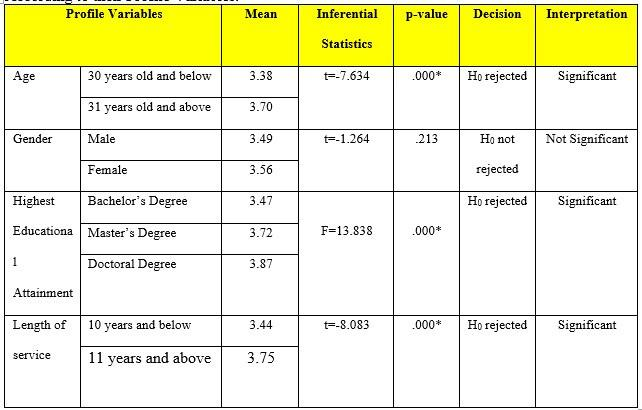 Profile Variables Mean Inferential Statistics p-value Decision Interpretation
Age 30 years old and below 3.38 t=-7.634 .000* H0 rejected Significant
31 years old and above 3.70
Gender Male 3.49 t=-1.264 .213 H0 not rejected Not Significant
Female 3.56
Highest Educationa l Attainment Bachelor's Degree 3.47 H0 rejected Significant
Master's Degree 3.72 F=13.838 .000*
Doctoral Degree 3.87
Length of service 10 years and below 3.44 t=-8.083 .000* H0 rejected Significant
11 years and above 3.75